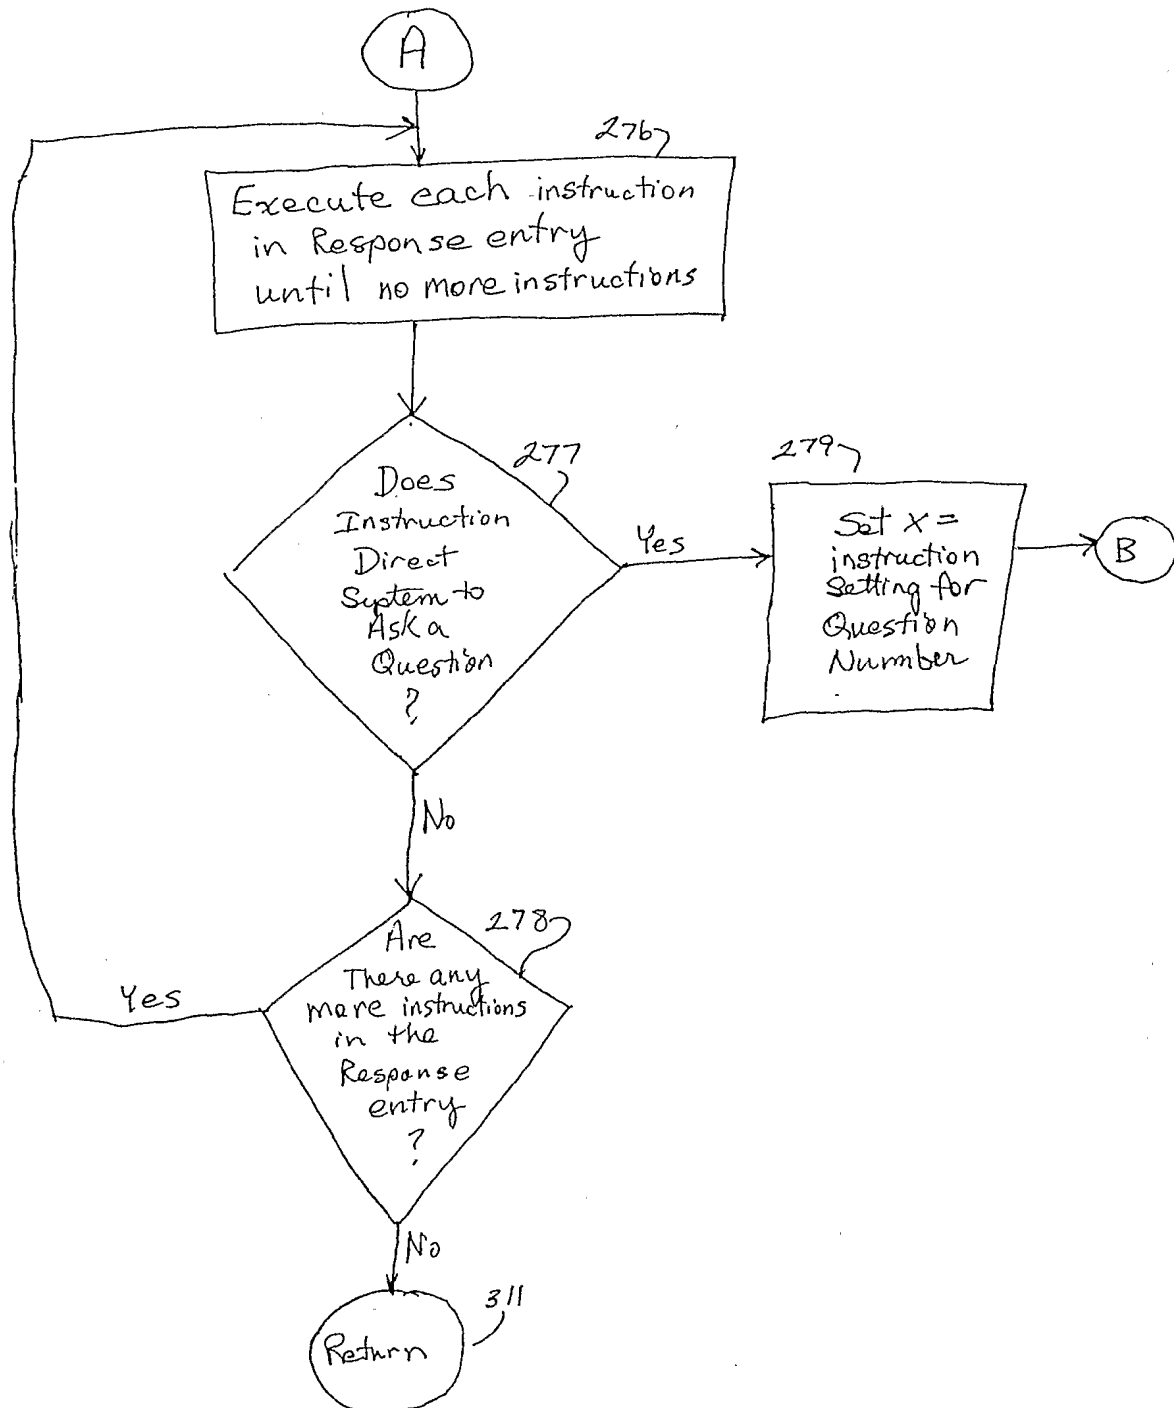 A
276
Execute each instruction
in Response entry
until no more instructions
277
Does
Instruction
Direct
System to
Ask a
Question
?
Yes
279
Set X =
instruction
Setting for
Question
Number
B
No
278
Are
There any
more instructions
in the
Response
entry
?
Yes
No
311
Return